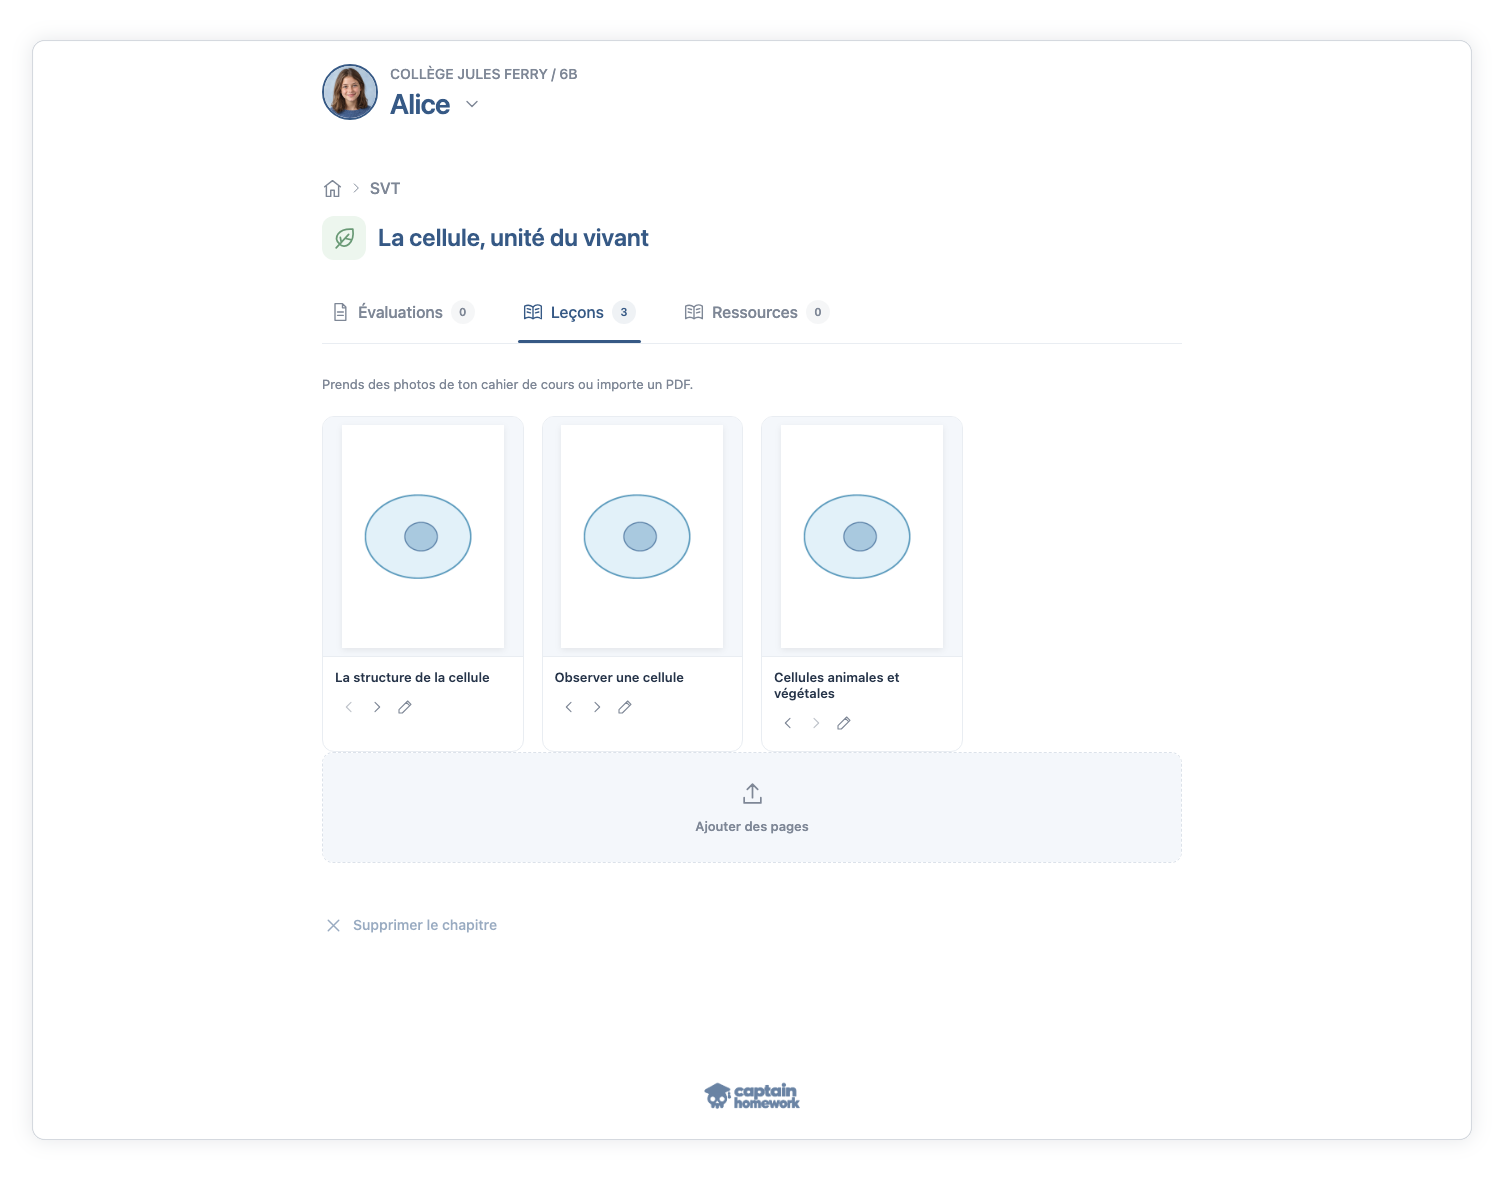 COLLÈGE JULES FERRY / 6B
Alice
SVT
La cellule, unité du vivant
Évaluations 0
Leçons 3
Ressources 0
Prends des photos de ton cahier de cours ou importe un PDF.
La structure de la cellule
Observer une cellule
Cellules animales et
végétales
Ajouter des pages
Supprimer le chapitre
captain
homework